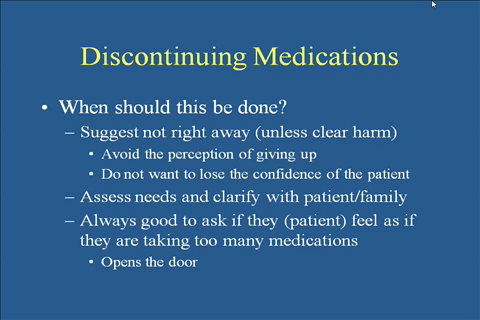 Discontinuing Medications
• When should this be done?
– Suggest not right away (unless clear harm)
• Avoid the perception of giving up
• Do not want to lose the confidence of the patient
– Assess needs and clarify with patient/family
– Always good to ask if they (patient) feel as if
they are taking too many medications
• Opens the door